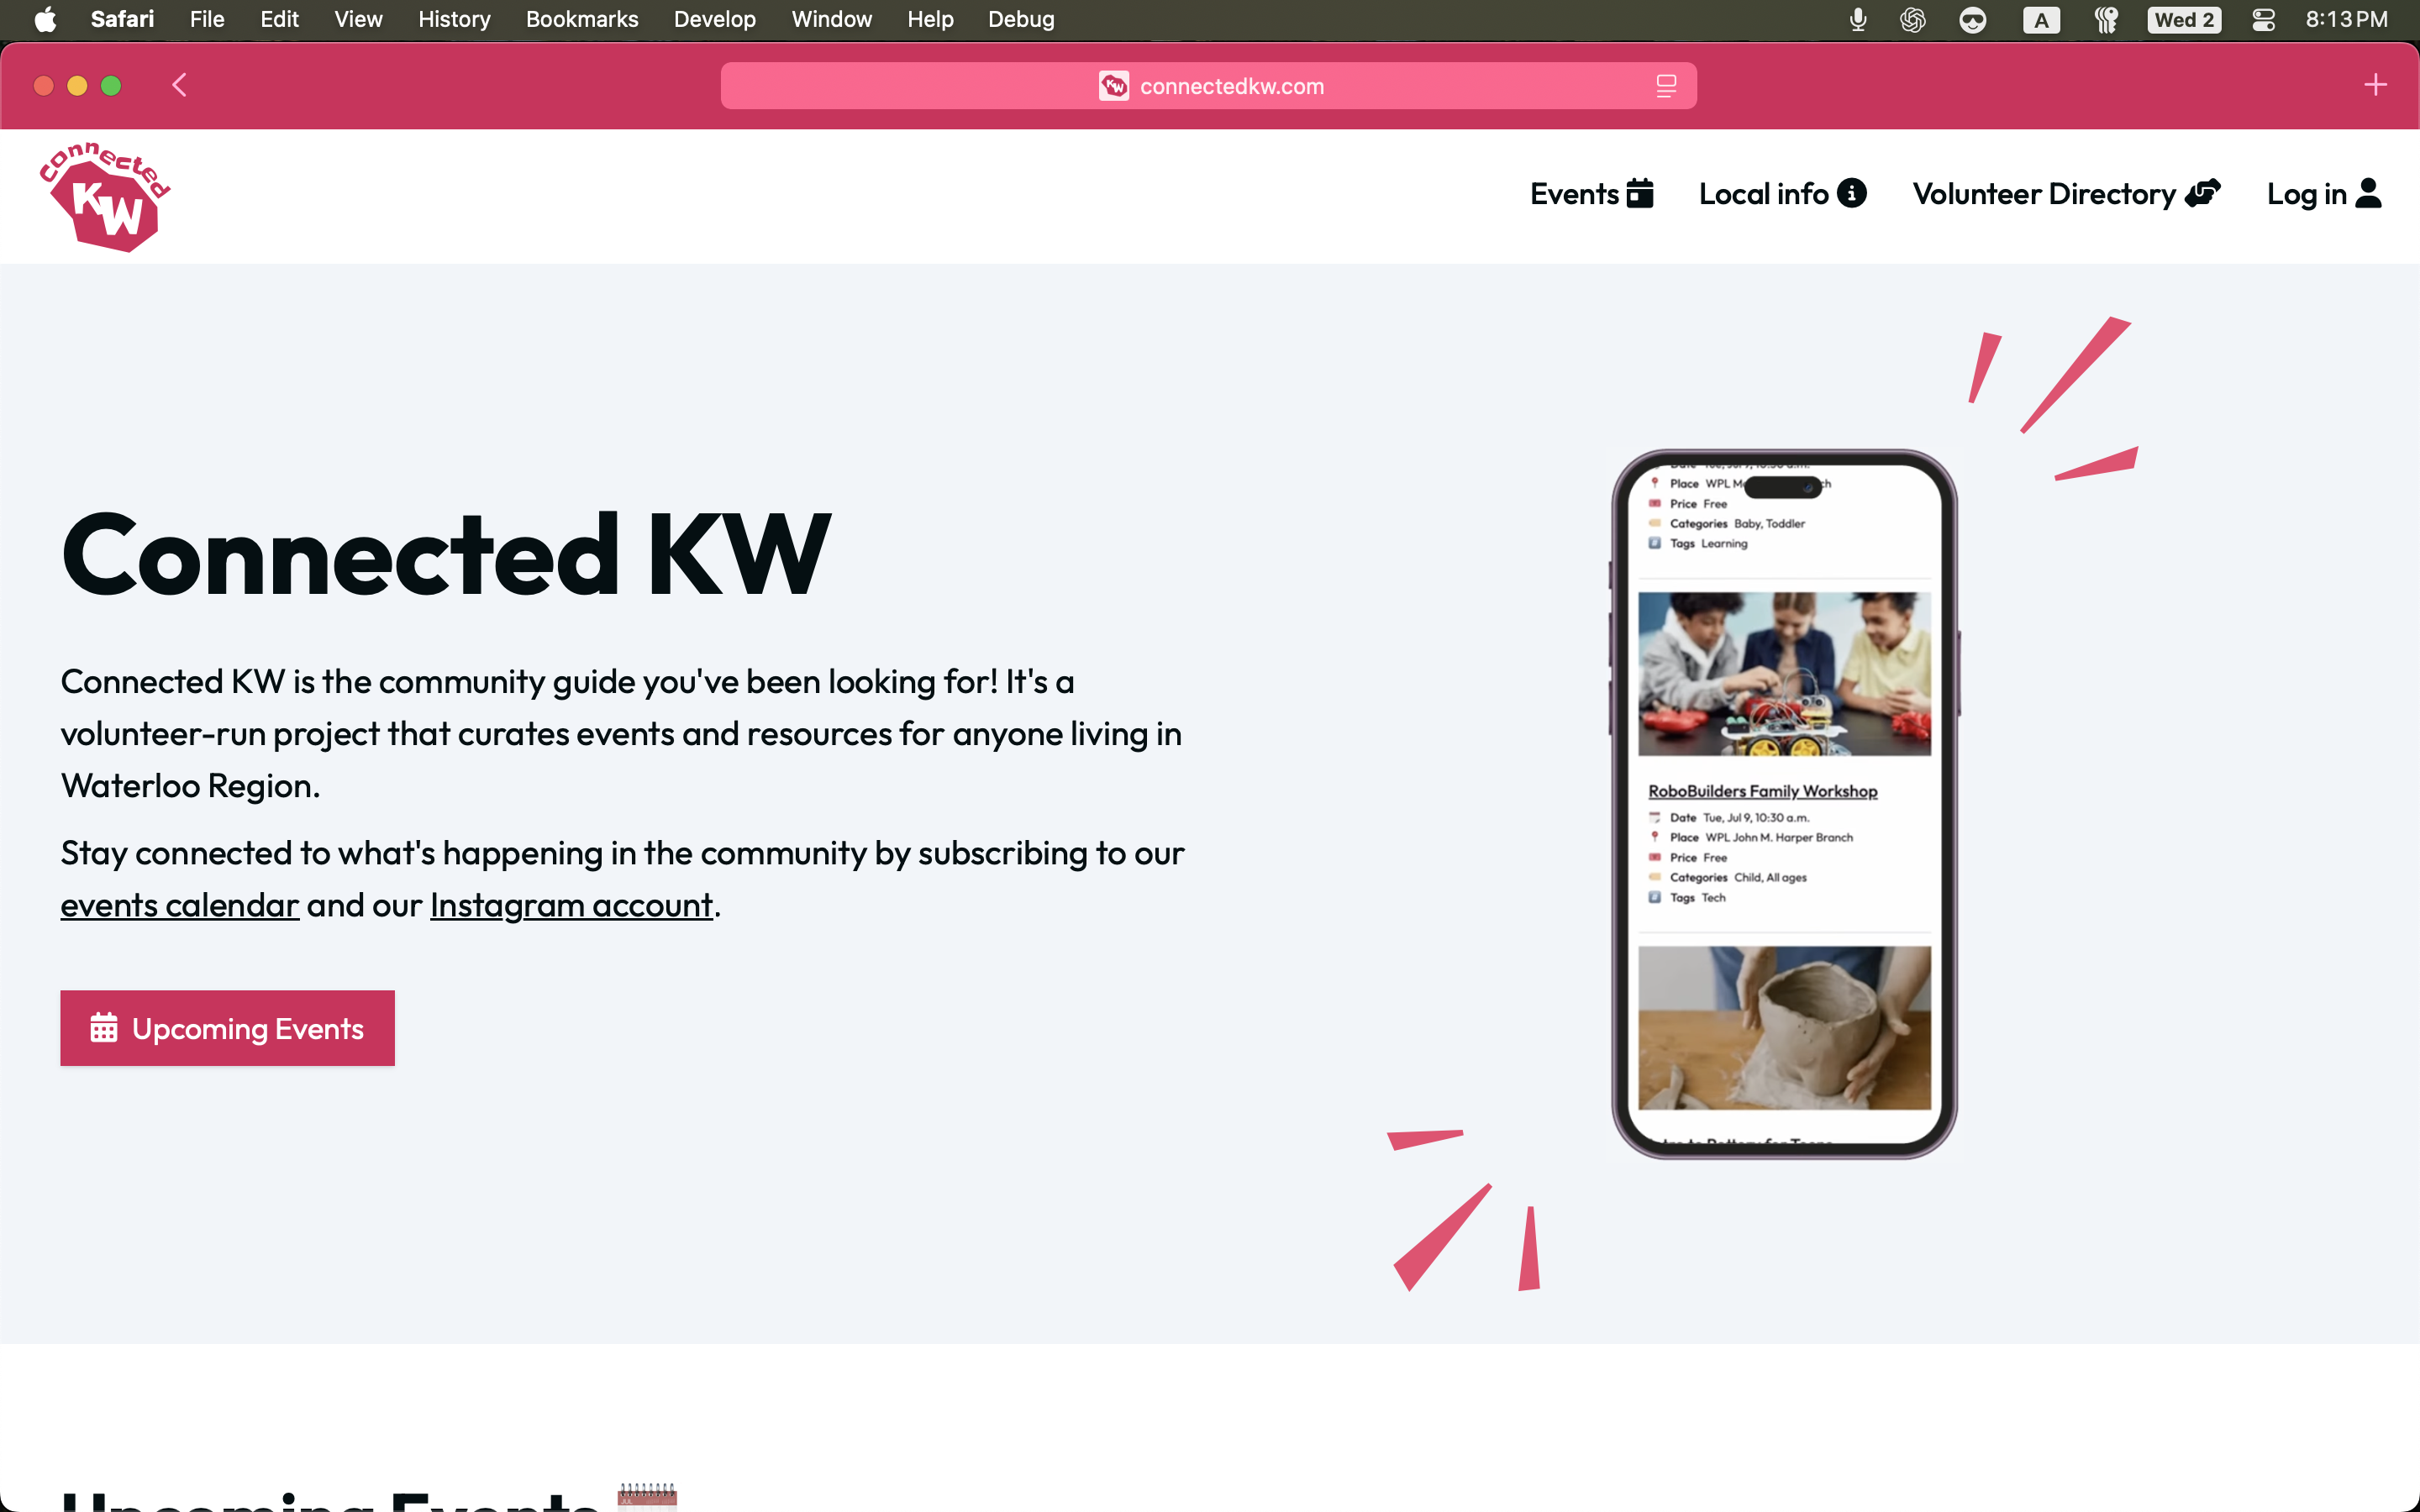 Safari File Edit View History Bookmarks Develop Window Help Debug A Wed 2 8:13 PM
KW connectedkw.com
connected
KW
Events Local info Volunteer Directory Log in
Connected KW
Connected KW is the community guide you've been looking for! It's a
volunteer-run project that curates events and resources for anyone living in
Waterloo Region.
Stay connected to what's happening in the community by subscribing to our
events calendar and our Instagram account.
Upcoming Events
Place WPL
Price Free
Categories Baby, Toddler
Tags Learning
RoboBuilders Family Workshop
Date Tue, Jul 9, 10:30 a.m.
Place WPL John M. Harper Branch
Price Free
Categories Child, All ages
Tags Tech
Upcoming Events
JUL